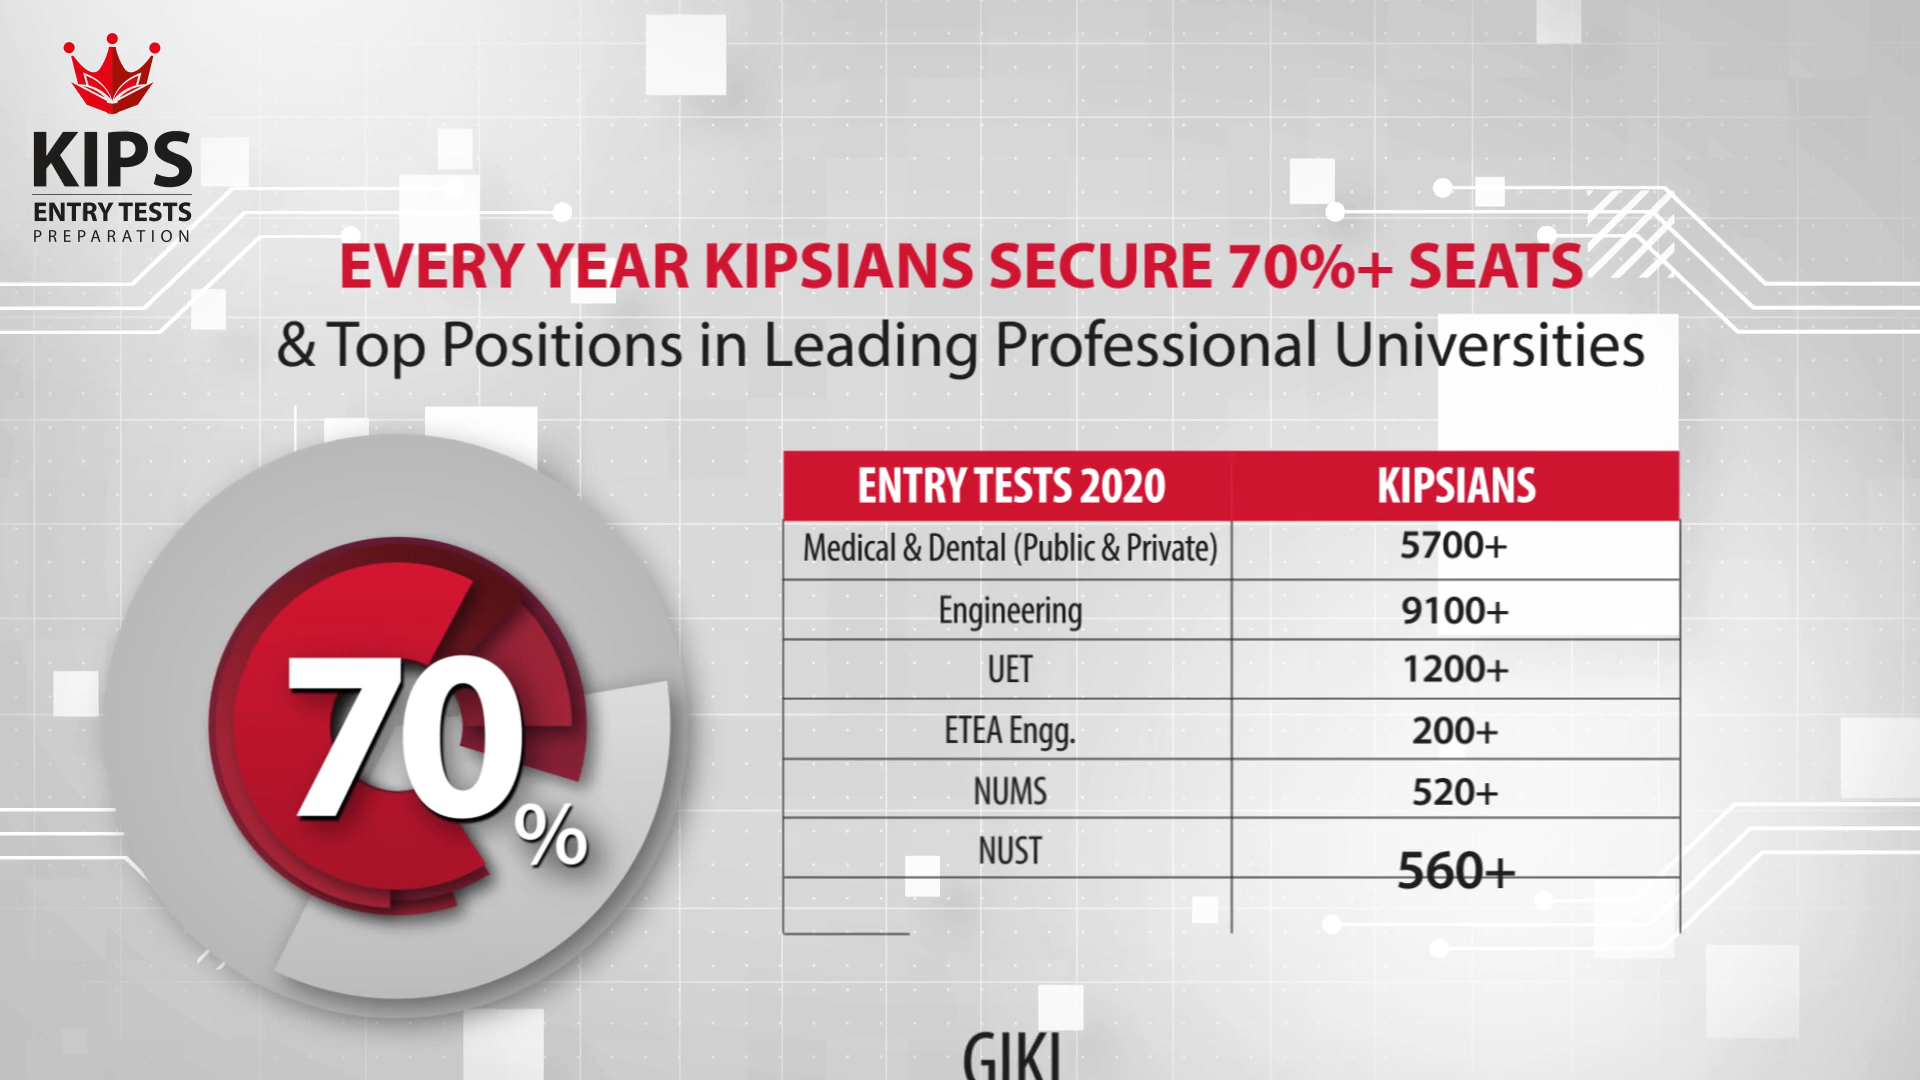 KIPS
ENTRY TESTS
PREPARATION
EVERY YEAR KIPSIANS SECURE 70%+ SEATS
& Top Positions in Leading Professional Universities
70%
ENTRY TESTS 2020 KIPSIANS
Medical & Dental (Public & Private) 5700+
Engineering 9100+
UET 1200+
ETEA Engg. 200+
NUMS 520+
NUST 560+
GIKI